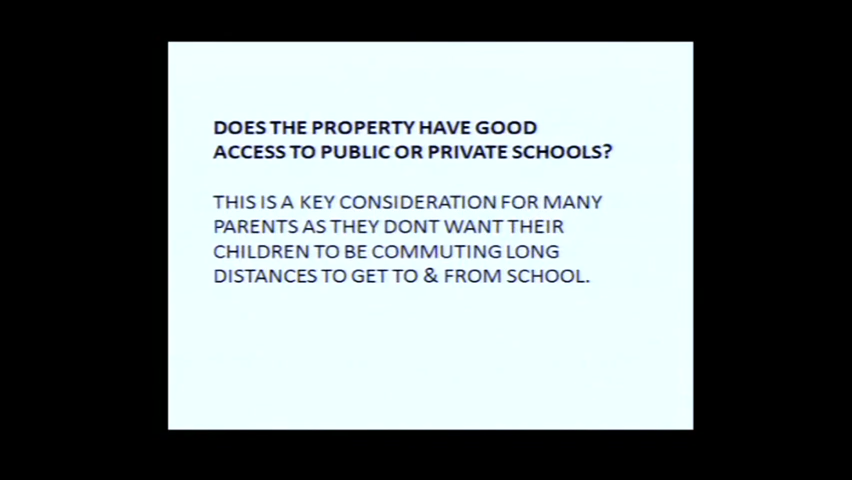 DOES THE PROPERTY HAVE GOOD
ACCESS TO PUBLIC OR PRIVATE SCHOOLS?
THIS IS A KEY CONSIDERATION FOR MANY
PARENTS AS THEY DONT WANT THEIR
CHILDREN TO BE COMMUTING LONG
DISTANCES TO GET TO & FROM SCHOOL.